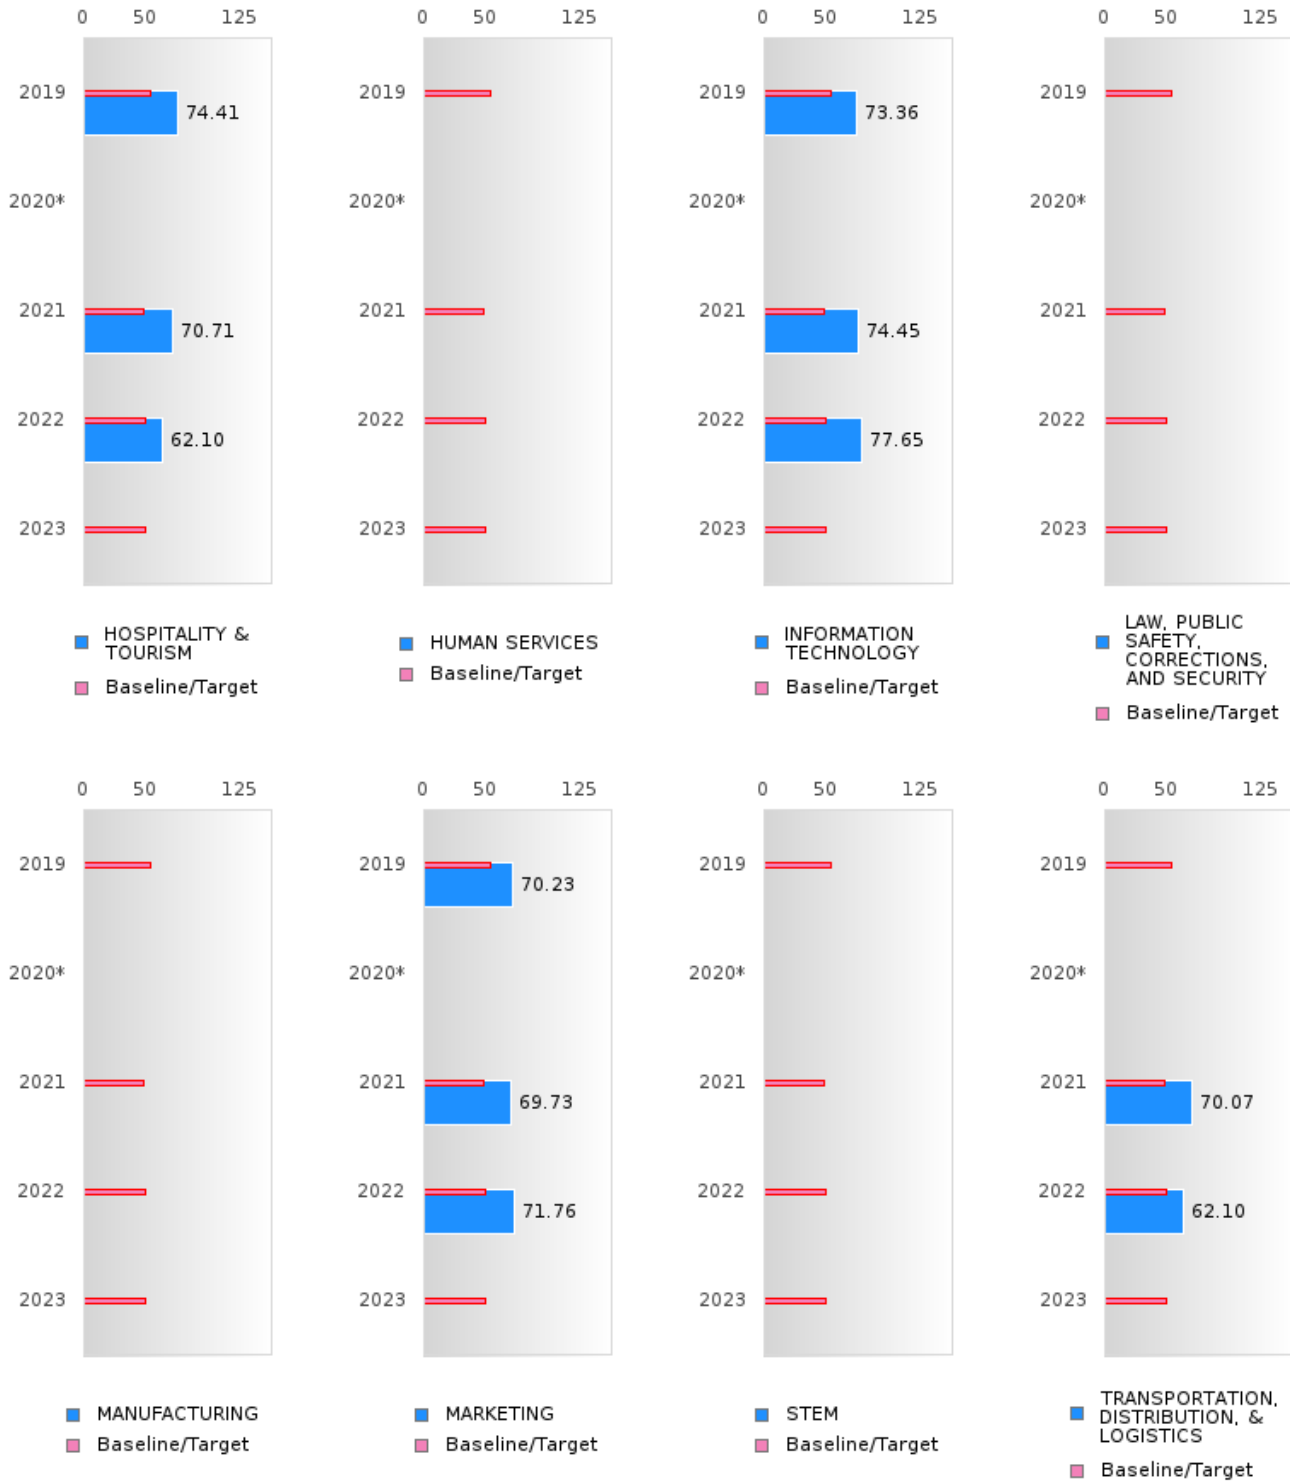 0 50 125
2019
74.41
2020*
2021
70.71
2022
62.10
2023
HOSPITALITY &
TOURISM
Baseline/Target
0 50 125
2019
2020*
2021
2022
2023
HUMAN SERVICES
Baseline/Target
0 50 125
2019
73.36
2020*
2021
74.45
2022
77.65
2023
INFORMATION
TECHNOLOGY
Baseline/Target
0 50 125
2019
2020*
2021
2022
2023
LAW, PUBLIC
SAFETY,
CORRECTIONS,
AND SECURITY
Baseline/Target
0 50 125
2019
2020*
2021
2022
2023
MANUFACTURING
Baseline/Target
0 50 125
2019
70.23
2020*
2021
69.73
2022
71.76
2023
MARKETING
Baseline/Target
0 50 125
2019
2020*
2021
2022
2023
STEM
Baseline/Target
0 50 125
2019
2020*
2021
70.07
2022
62.10
2023
TRANSPORTATION,
DISTRIBUTION, &
LOGISTICS
Baseline/Target